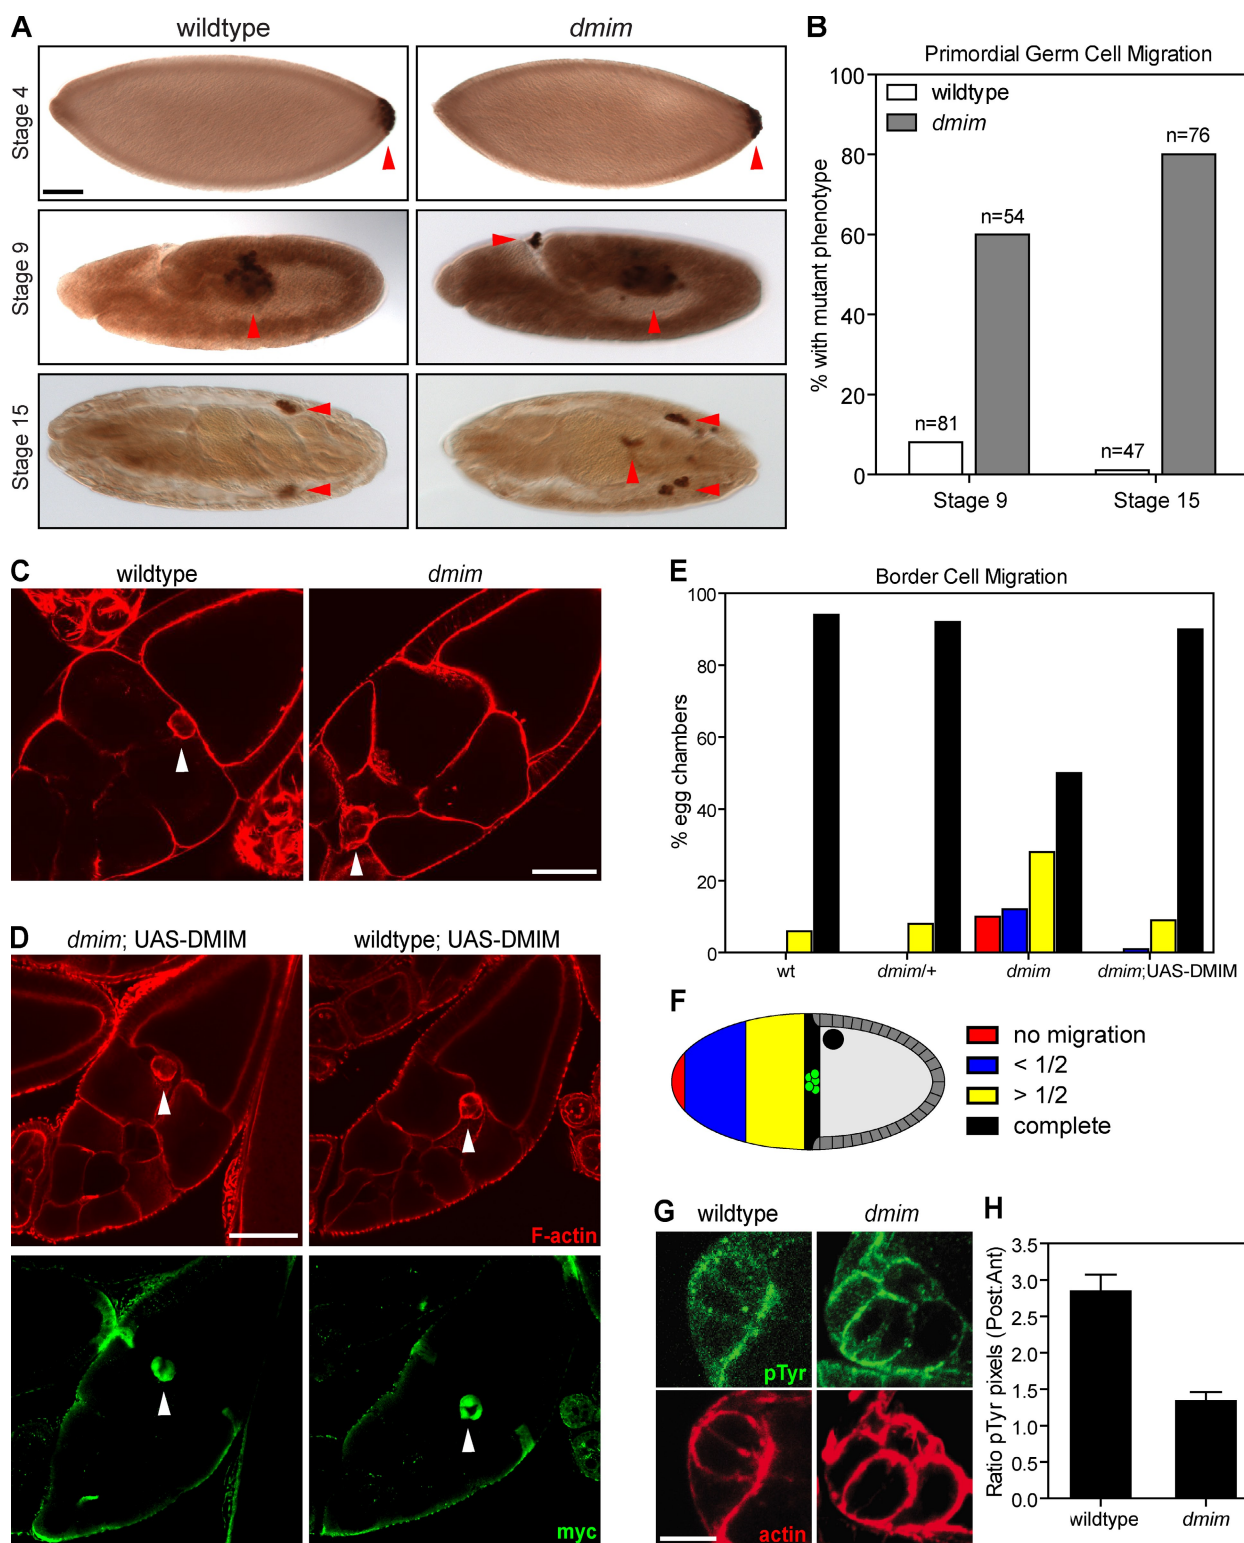 A
wildtype
dmim
Stage 4
Stage 9
Stage 15
B
Primordial Germ Cell Migration
% with mutant phenotype
100
80
60
40
20
0
wildtype
dmim
n=81
n=54
n=47
n=76
Stage 9
Stage 15
C
wildtype
dmim
D
dmim; UAS-DMIM
wildtype; UAS-DMIM
F-actin
myc
E
Border Cell Migration
% egg chambers
100
80
60
40
20
0
wt
dmim/+
dmim
dmim;UAS-DMIM
F
no migration
< 1/2
> 1/2
complete
G
wildtype
dmim
pTyr
actin
H
Ratio pTyr pixels (Post:Ant)
3.5
3.0
2.5
2.0
1.5
1.0
0.5
0.0
wildtype
dmim